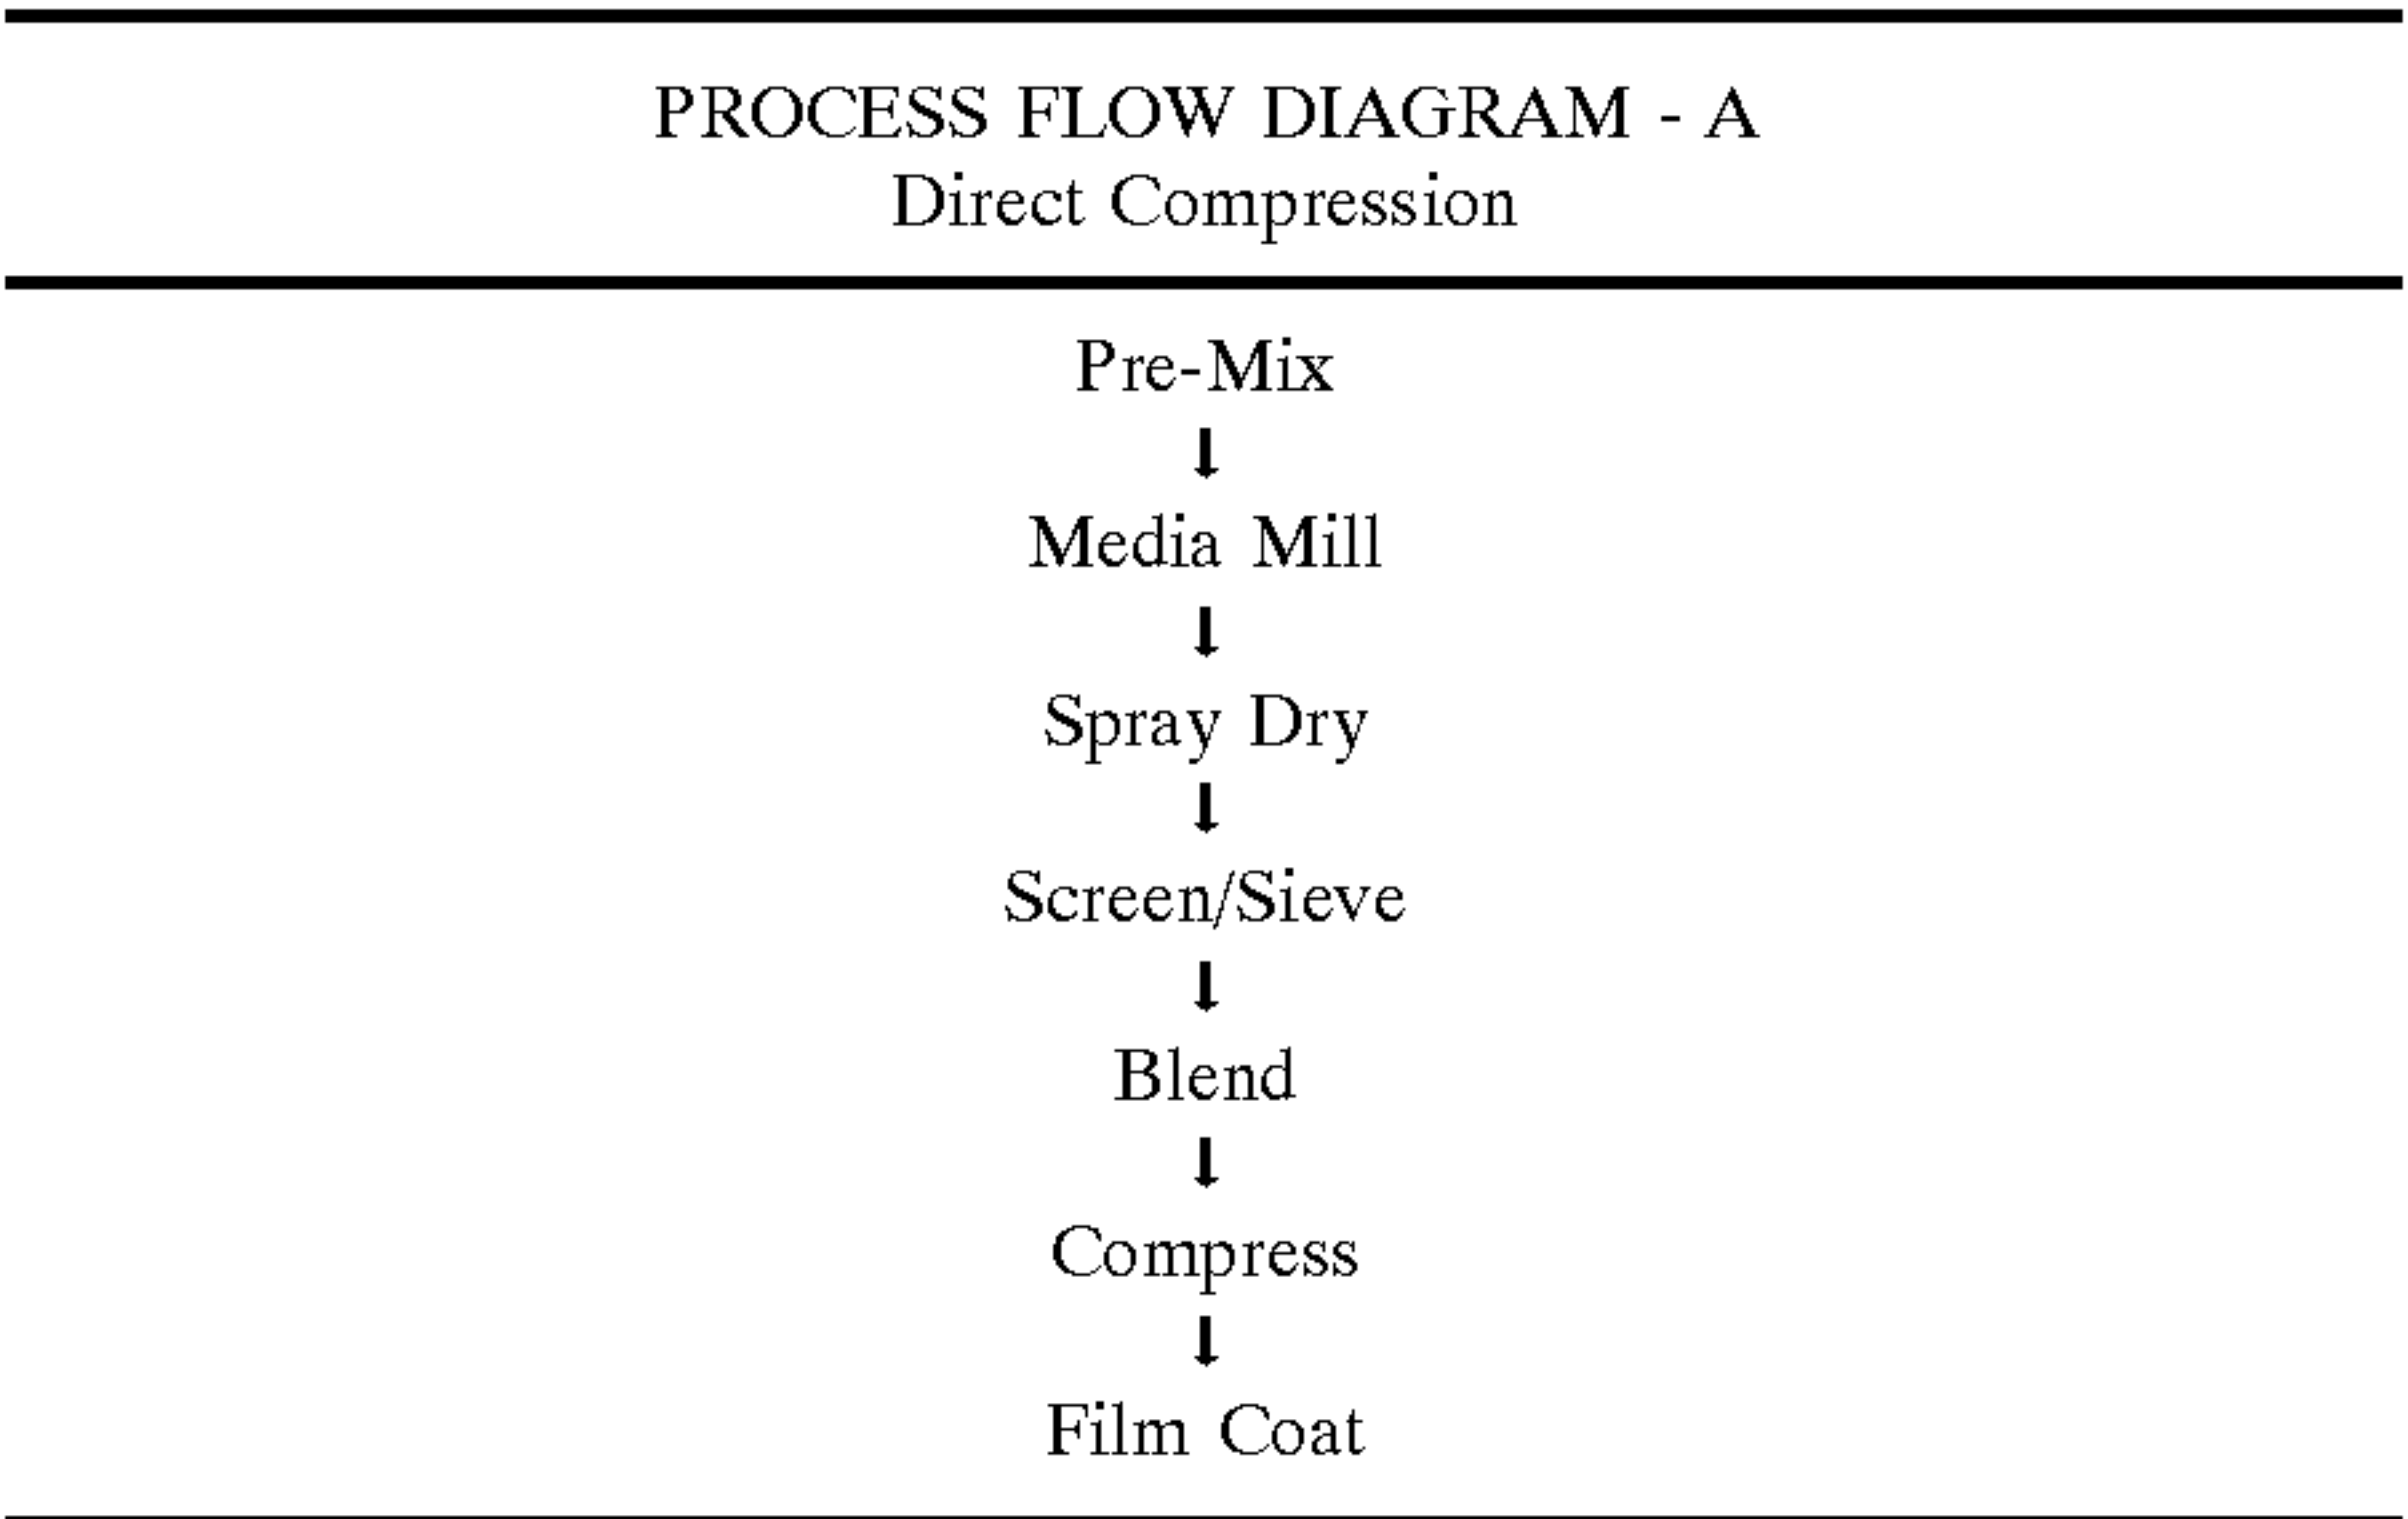 PROCESS FLOW DIAGRAM - A
Direct Compression
Pre-Mix
Media Mill
Spray Dry
Screen/Sieve
Blend
Compress
Film Coat